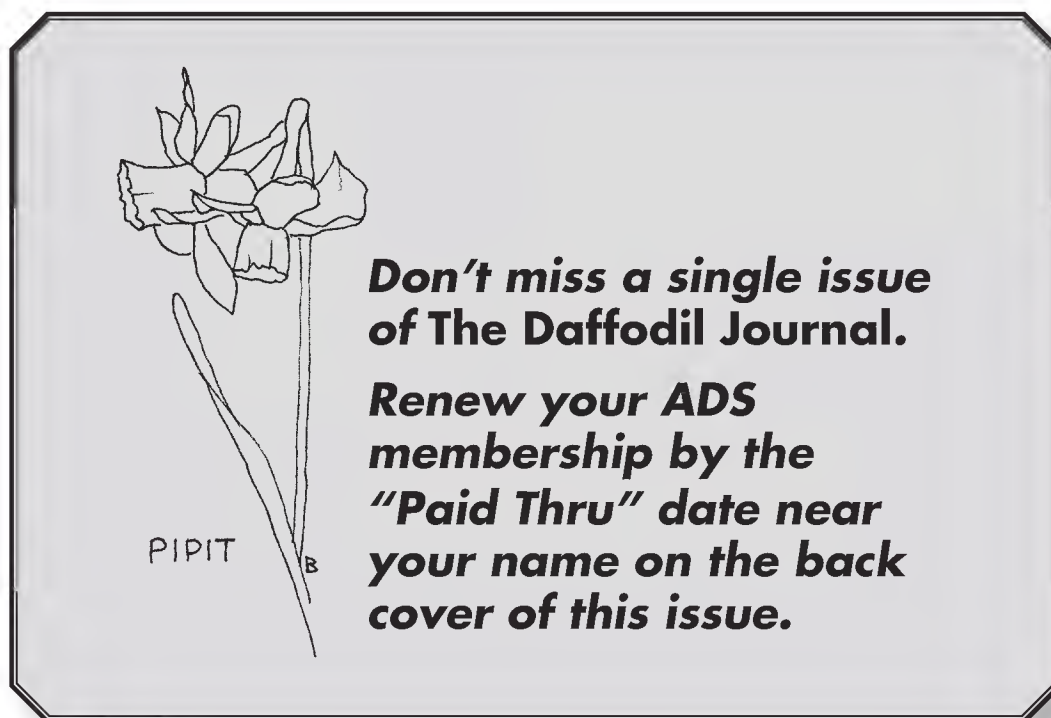 Don't miss a single issue
of The Daffodil Journal.
Renew your ADS
membership by the
“Paid Thru” date near
your name on the back
cover of this issue.
PIPIT
B